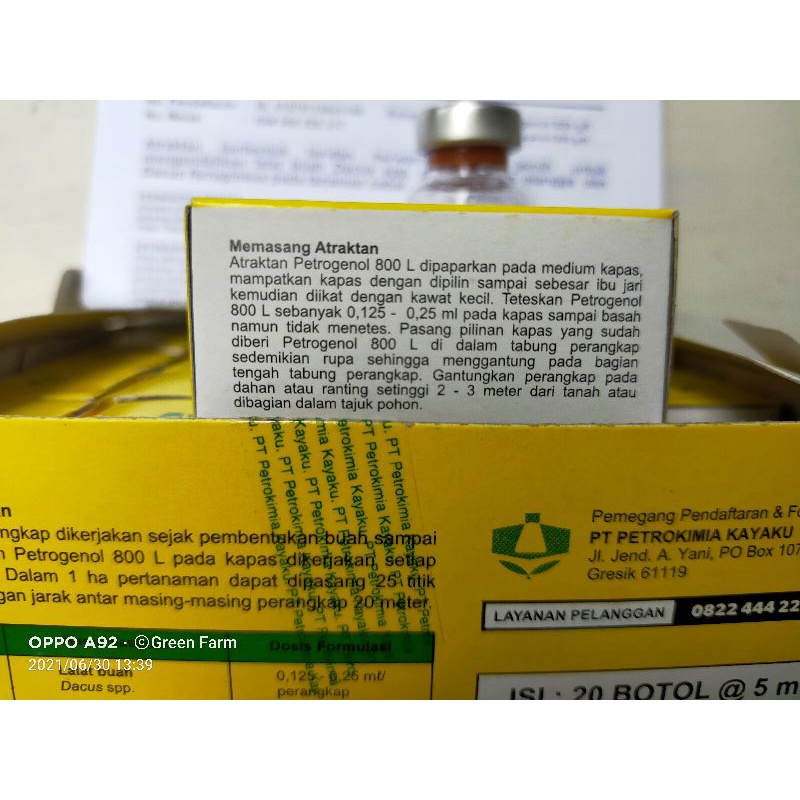 Memasang Atraktan
Atraktan Petrogenol 800 L dipaparkan pada medium kapas,
mampatkan kapas dengan dipilin sampai sebesar ibu jari
kemudian diikat dengan kawat kecil. Teteskan Petrogenol
800 L sebanyak 0,125 - 0,25 ml pada kapas sampai basah
namun tidak menetes. Pasang pilinan kapas yang sudah
diberi Petrogenol 800 L di dalam tabung perangkap
sedemikian rupa sehingga menggantung pada bagian
tengah tabung perangkap. Gantungkan perangkap pada
dahan atau ranting setinggi 2 - 3 meter dari tanah atau
dibagian dalam tajuk pohon.
dikerjakan sejak pembentukan buah sampai
Petrogenol 800 L pada kapas dikerjakan setiap
Dalam 1 ha pertanaman dapat dipasang 25 titik
jarak antar masing-masing perangkap 20 meter.
Dosis Formulasi
Lalat buah
Dacus spp.
0,125 - 0,25 ml/
perangkap
PT Petrokimia Kayaku.
Pemegang Pendaftaran &
PT PETROKIMIA KAYAKU
Jl. Jend. A. Yani, PO Box 107
Gresik 61119
LAYANAN PELANGGAN 0822 444 22
ISI : 20 BOTOL @ 5 m
OPPO A92 · ©Green Farm
2021/06/30 13:39